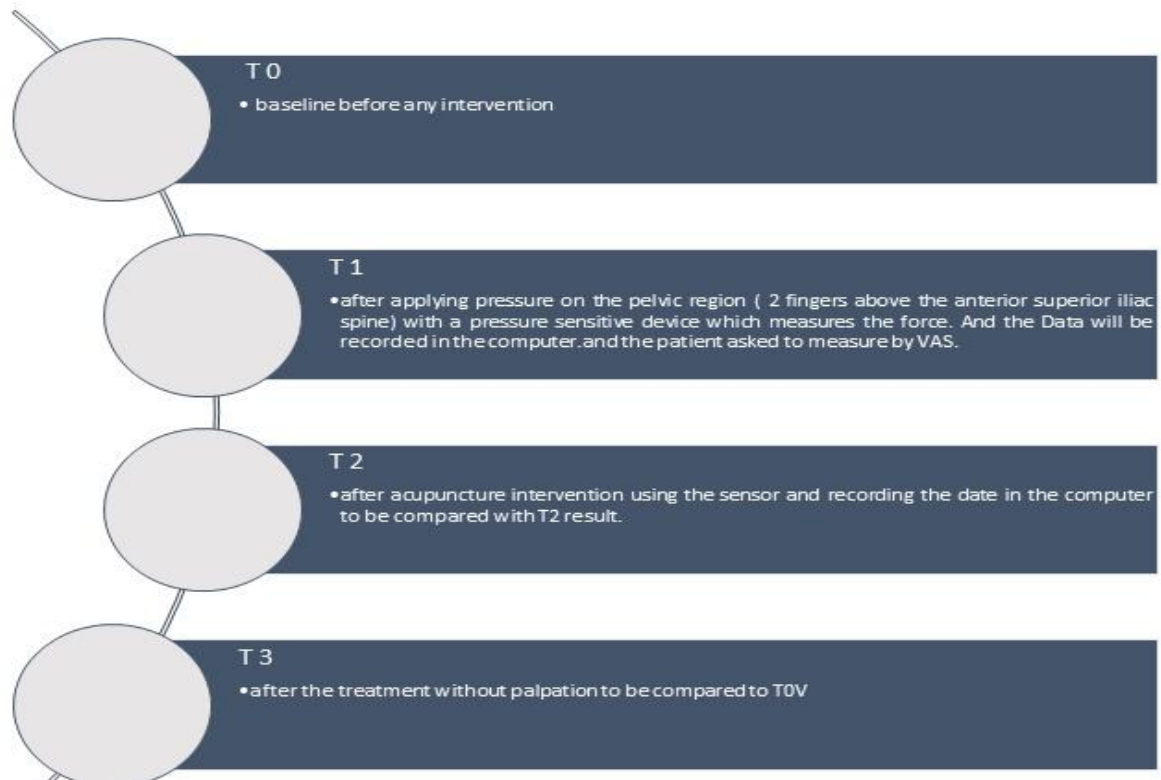 T 0
• baseline before any intervention
T 1
•after applying pressure on the pelvic region ( 2 fingers above the anterior superior iliac
spine) with a pressure sensitive device which measures the force. And the Data will be
recorded in the computer.and the patient asked to measure by VAS.
T 2
•after acupuncture intervention using the sensor and recording the date in the computer
to be compared with T2 result.
T 3
•after the treatment without palpation to be compared to T0V